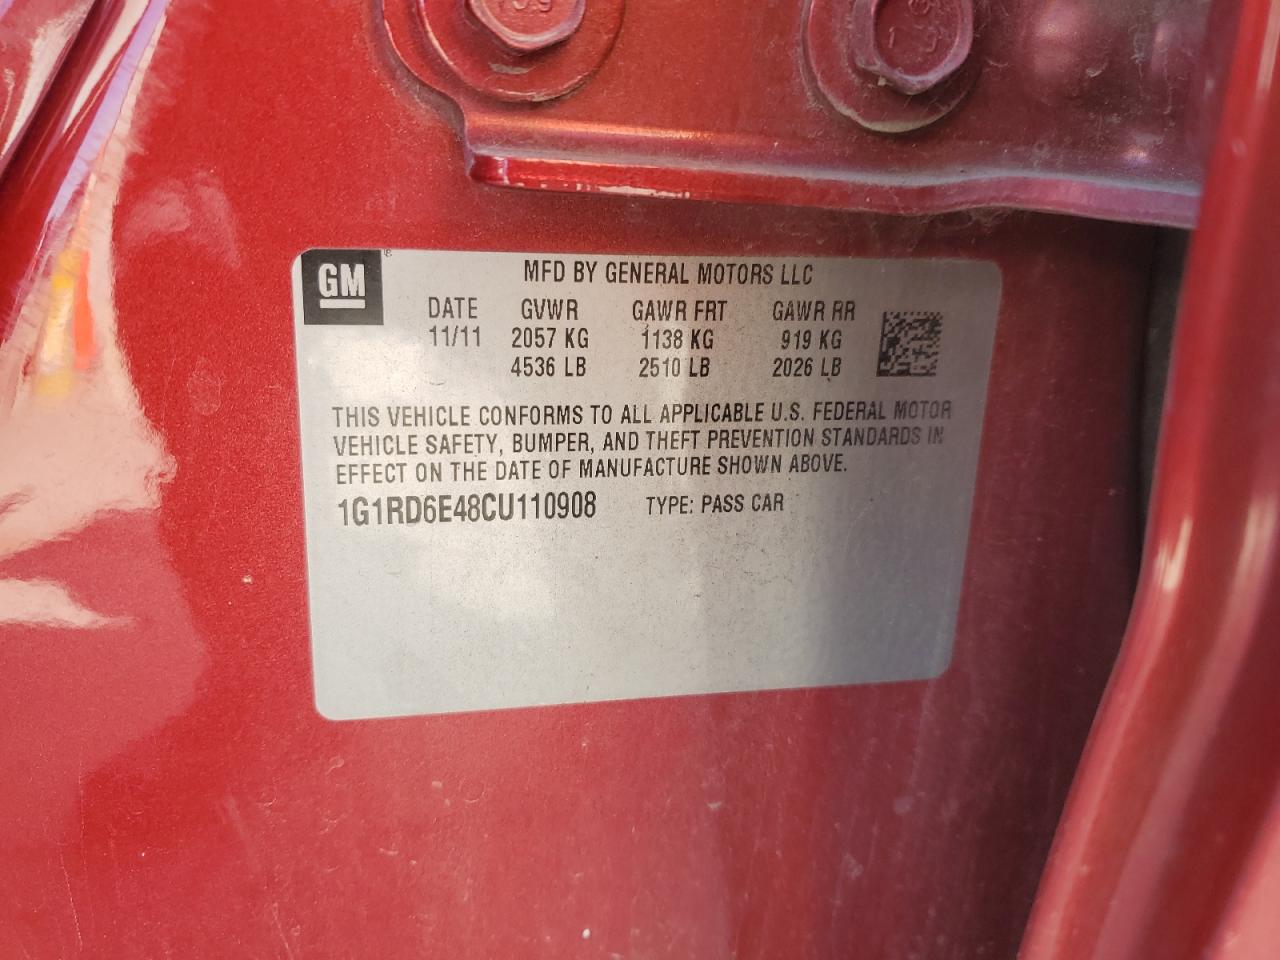 GM
MFD BY GENERAL MOTORS LLC
DATE GVWR GAWR FRT GAWR RR
11/11 2057 KG 1138 KG 919 KG
4536 LB 2510 LB 2026 LB
THIS VEHICLE CONFORMS TO ALL APPLICABLE U.S. FEDERAL MOTOR
VEHICLE SAFETY, BUMPER, AND THEFT PREVENTION STANDARDS IN
EFFECT ON THE DATE OF MANUFACTURE SHOWN ABOVE.
1G1RD6E48CU110908 TYPE: PASS CAR